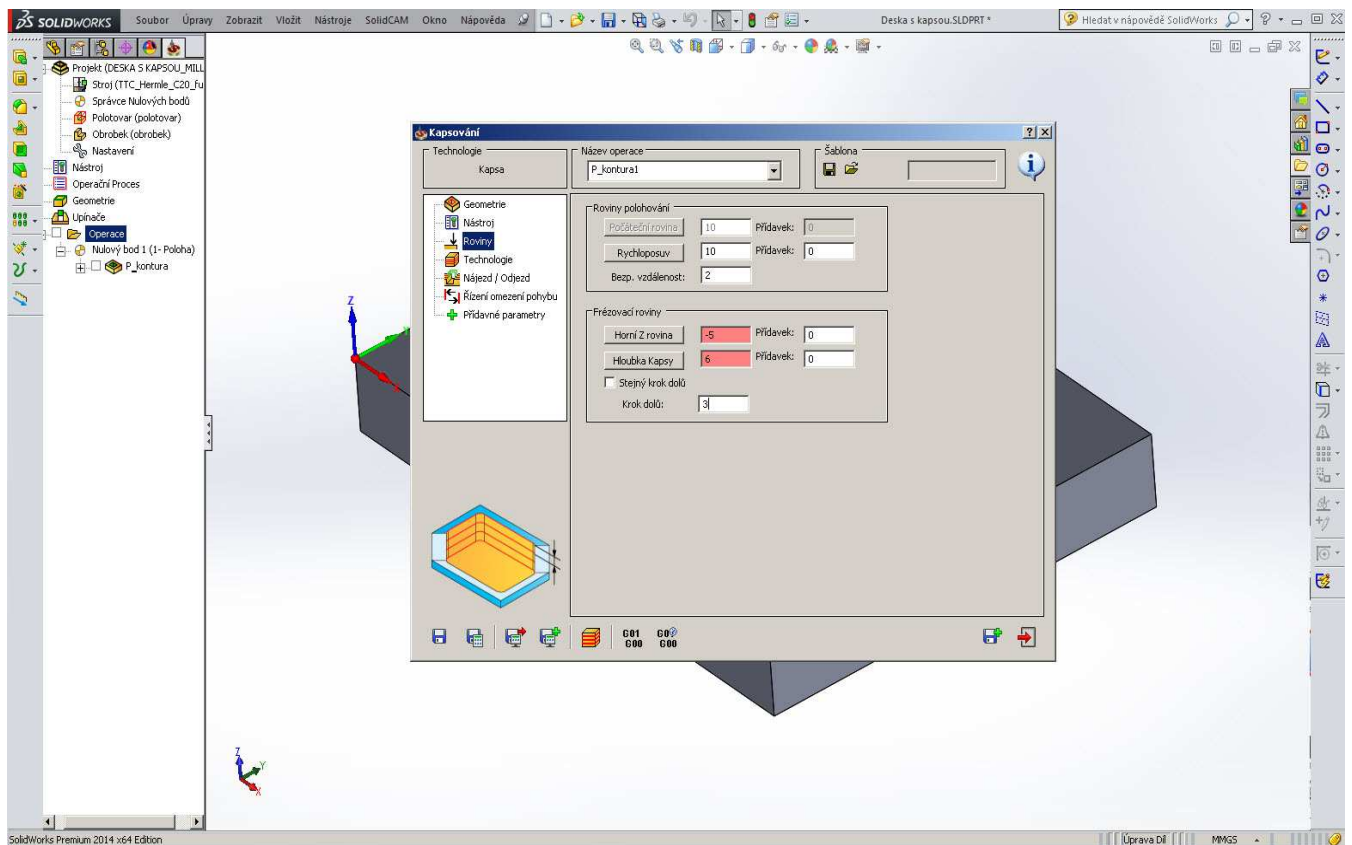 SOLIDWORKS Soubor Úpravy Zobrazit Vložit Nástroje SolidCAM Okno Nápověda Deska s kapsou.SLDPRT * Hledat v nápovědě SolidWorks
Projekt (DESKA S KAPSOU_MILL
Stroj (TTC_Hermle_C20_fu
Správce Nulových bodů
Polotovar (polotovar)
Obrobek (obrobek)
Nastavení
Nástroj
Operační Proces
Geometrie
Upínače
Operace
Nulový bod 1 (1- Poloha)
P_kontura
Kapsování
Technologie
Kapsa
Název operace
P_kontura1
Šablona
Geometrie
Nástroj
Roviny
Technologie
Nájezd / Odjezd
Řízení omezení pohybu
Přídavné parametry
Roviny polohování
Počáteční rovina 10 Přídavek: 0
Rychloposuv 10 Přídavek: 0
Bezp. vzdálenost: 2
Frézovací roviny
Horní Z rovina -5 Přídavek: 0
Hloubka Kapsy 6 Přídavek: 0
Stejný krok dolů
Krok dolů: 3
G01 G0?
G00 G00
Z
Z
Y
X
SolidWorks Premium 2014 x64 Edition Úprava Díl MMGS